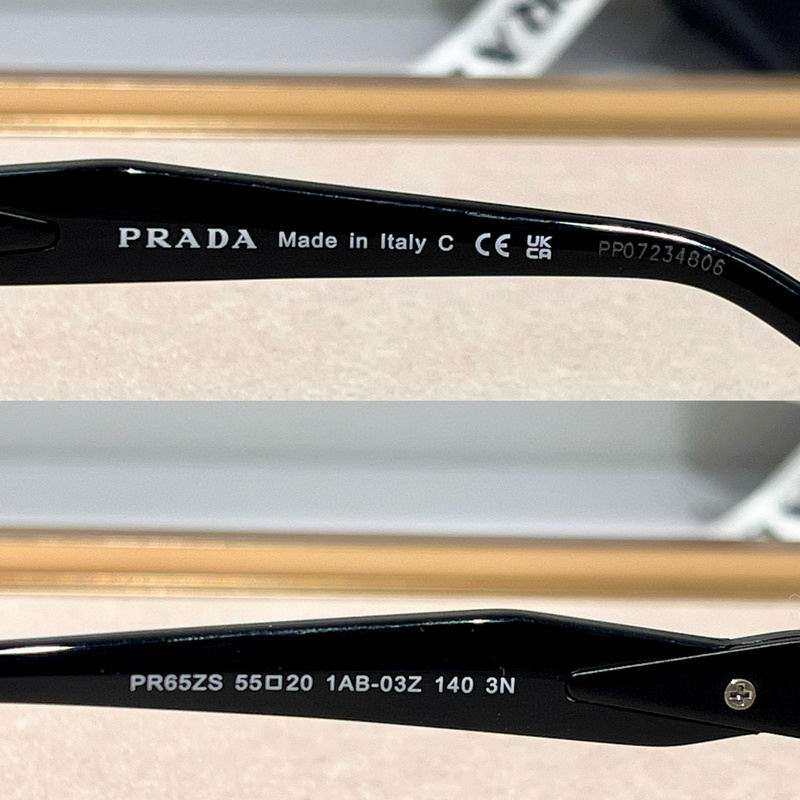 PRADA Made in Italy C CE UK CA PP07234806
PR65ZS 55□20 1AB-03Z 140 3N